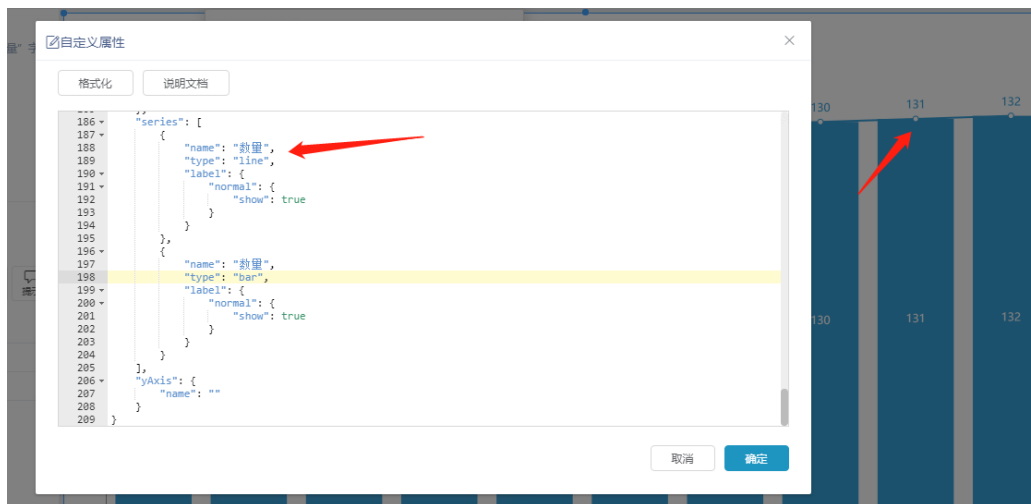 量" 字
自定义属性
格式化
说明文档
186 "series": [
187 {
188 "name": "数量",
189 "type": "line",
190 "label": {
191 "normal": {
192 "show": true
193 }
194 }
195 },
196 {
197 "name": "数量",
198 "type": "bar",
199 "label": {
200 "normal": {
201 "show": true
202 }
203 }
204 }
205 ],
206 "yAxis": {
207 "name": ""
208 }
209 }
取消
确定
130 131 132
130 131 132